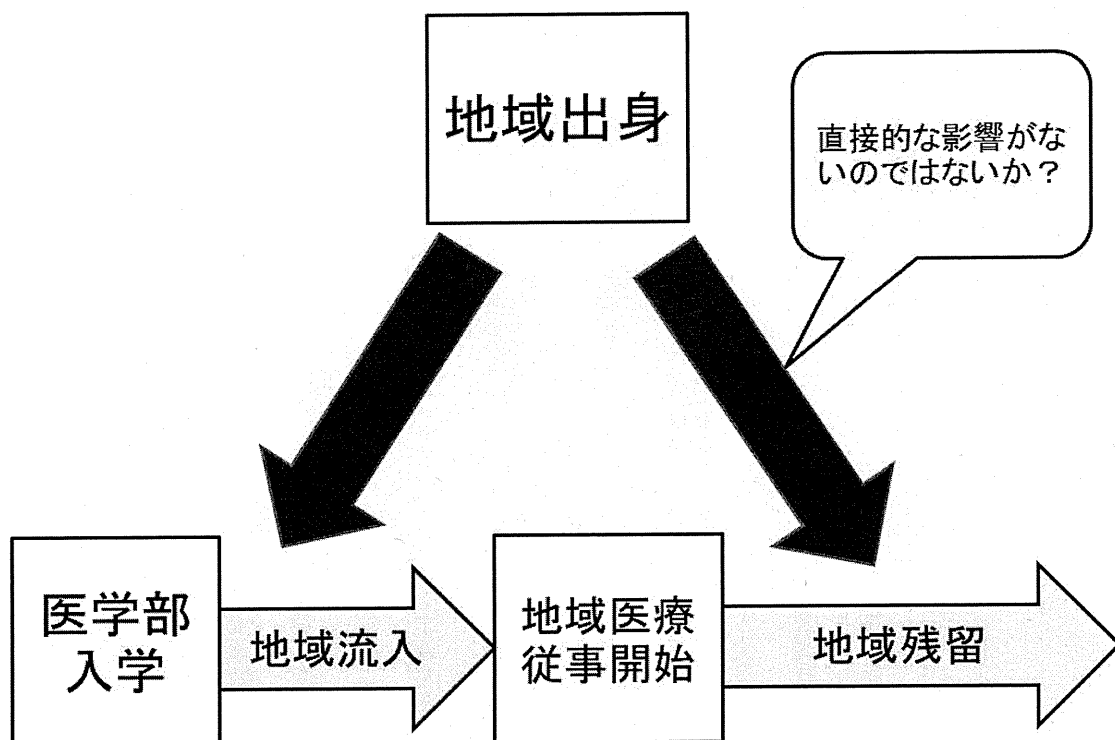 地域出身
直接的な影響がな
いのではないか？
医学部
入学
地域流入
地域医療
従事開始
地域残留